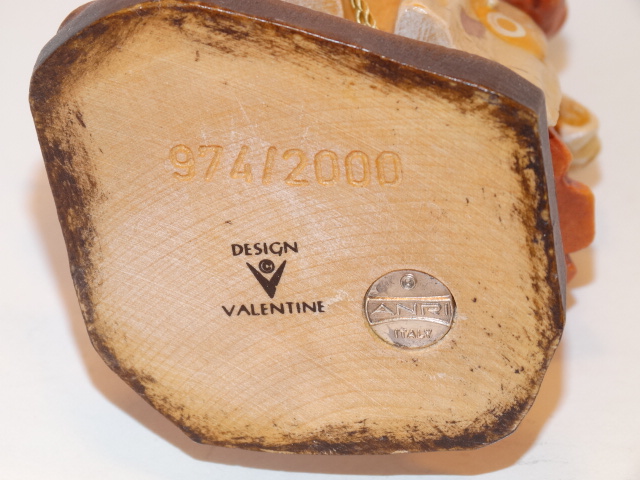 974/2000
DESIGN
©
VALENTINE
©
ANRI
ITALY